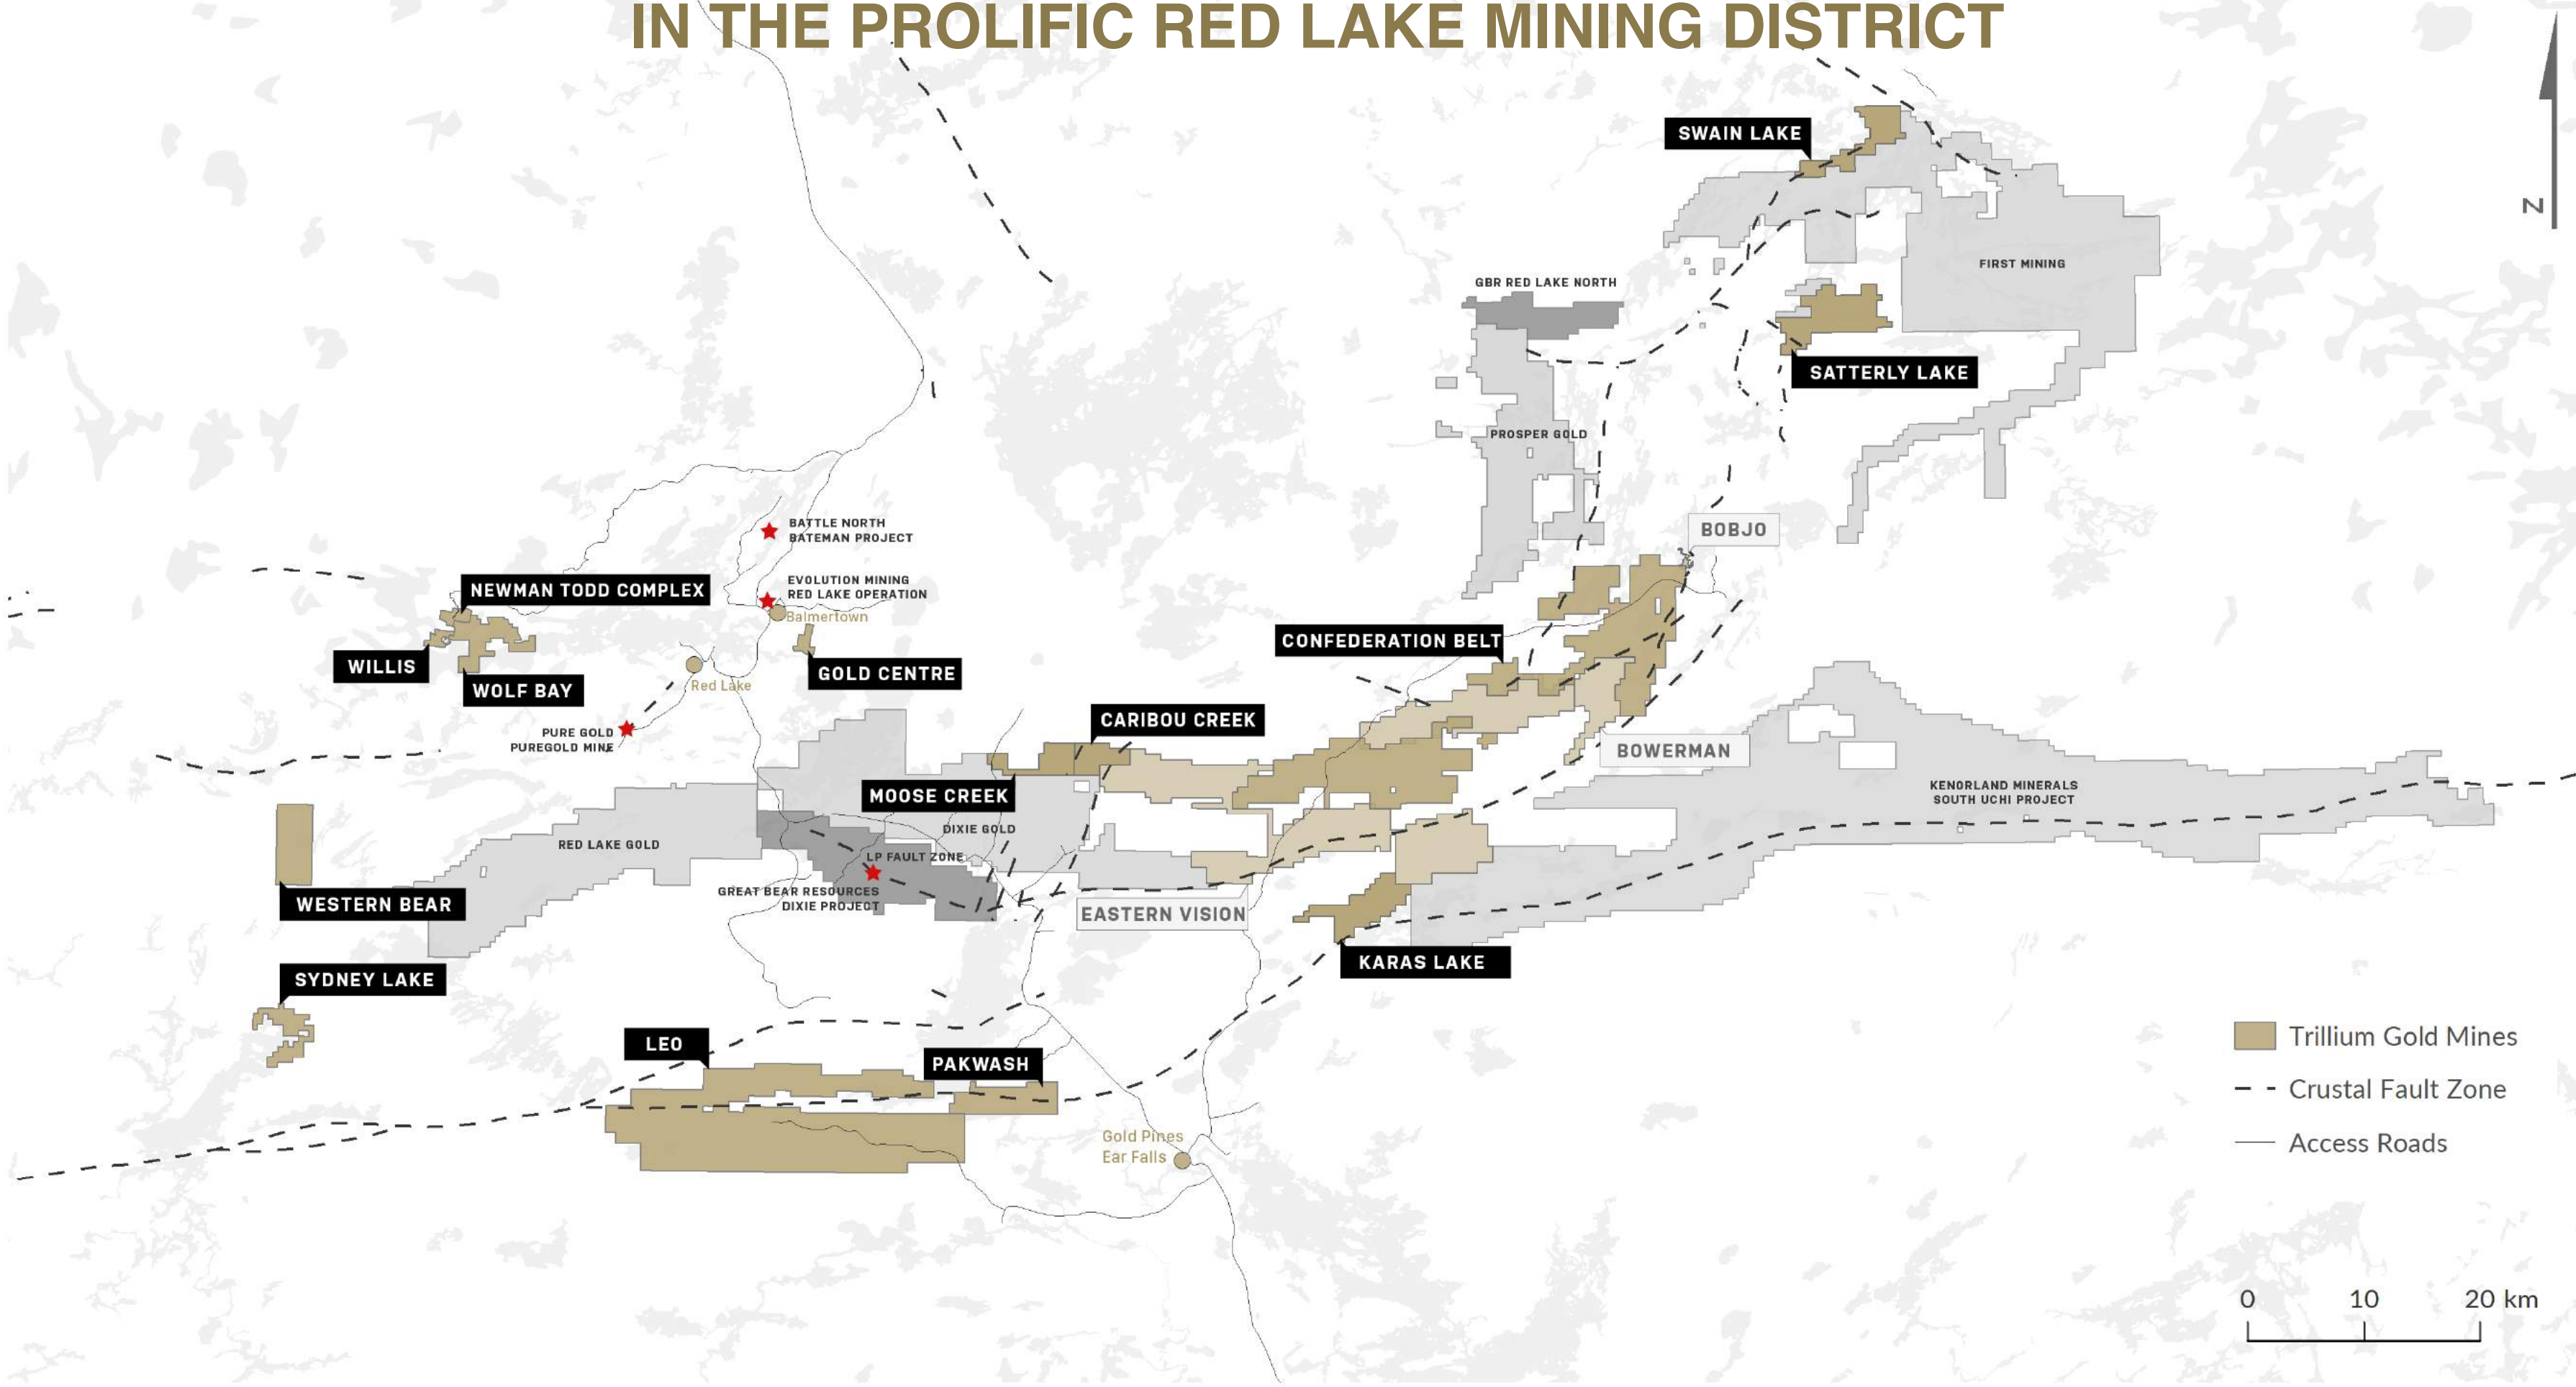 IN THE PROLIFIC RED LAKE MINING DISTRICT
SWAIN LAKE
N
FIRST MINING
GBR RED LAKE NORTH
SATTERLY LAKE
PROSPER GOLD
BATTLE NORTH
BATEMAN PROJECT
BOBJO
NEWMAN TODD COMPLEX
EVOLUTION MINING
RED LAKE OPERATION
Balmertown
CONFEDERATION BELT
WILLIS
GOLD CENTRE
WOLF BAY
Red Lake
CARIBOU CREEK
PURE GOLD
PUREGOLD MINE
BOWERMAN
MOOSE CREEK
KENORLAND MINERALS
SOUTH UCHI PROJECT
DIXIE GOLD
RED LAKE GOLD
LP FAULT ZONE
GREAT BEAR RESOURCES
DIXIE PROJECT
WESTERN BEAR
EASTERN VISION
KARAS LAKE
SYDNEY LAKE
LEO
PAKWASH
Trillium Gold Mines
Crustal Fault Zone
Access Roads
Gold Pines
Ear Falls
0 10 20 km